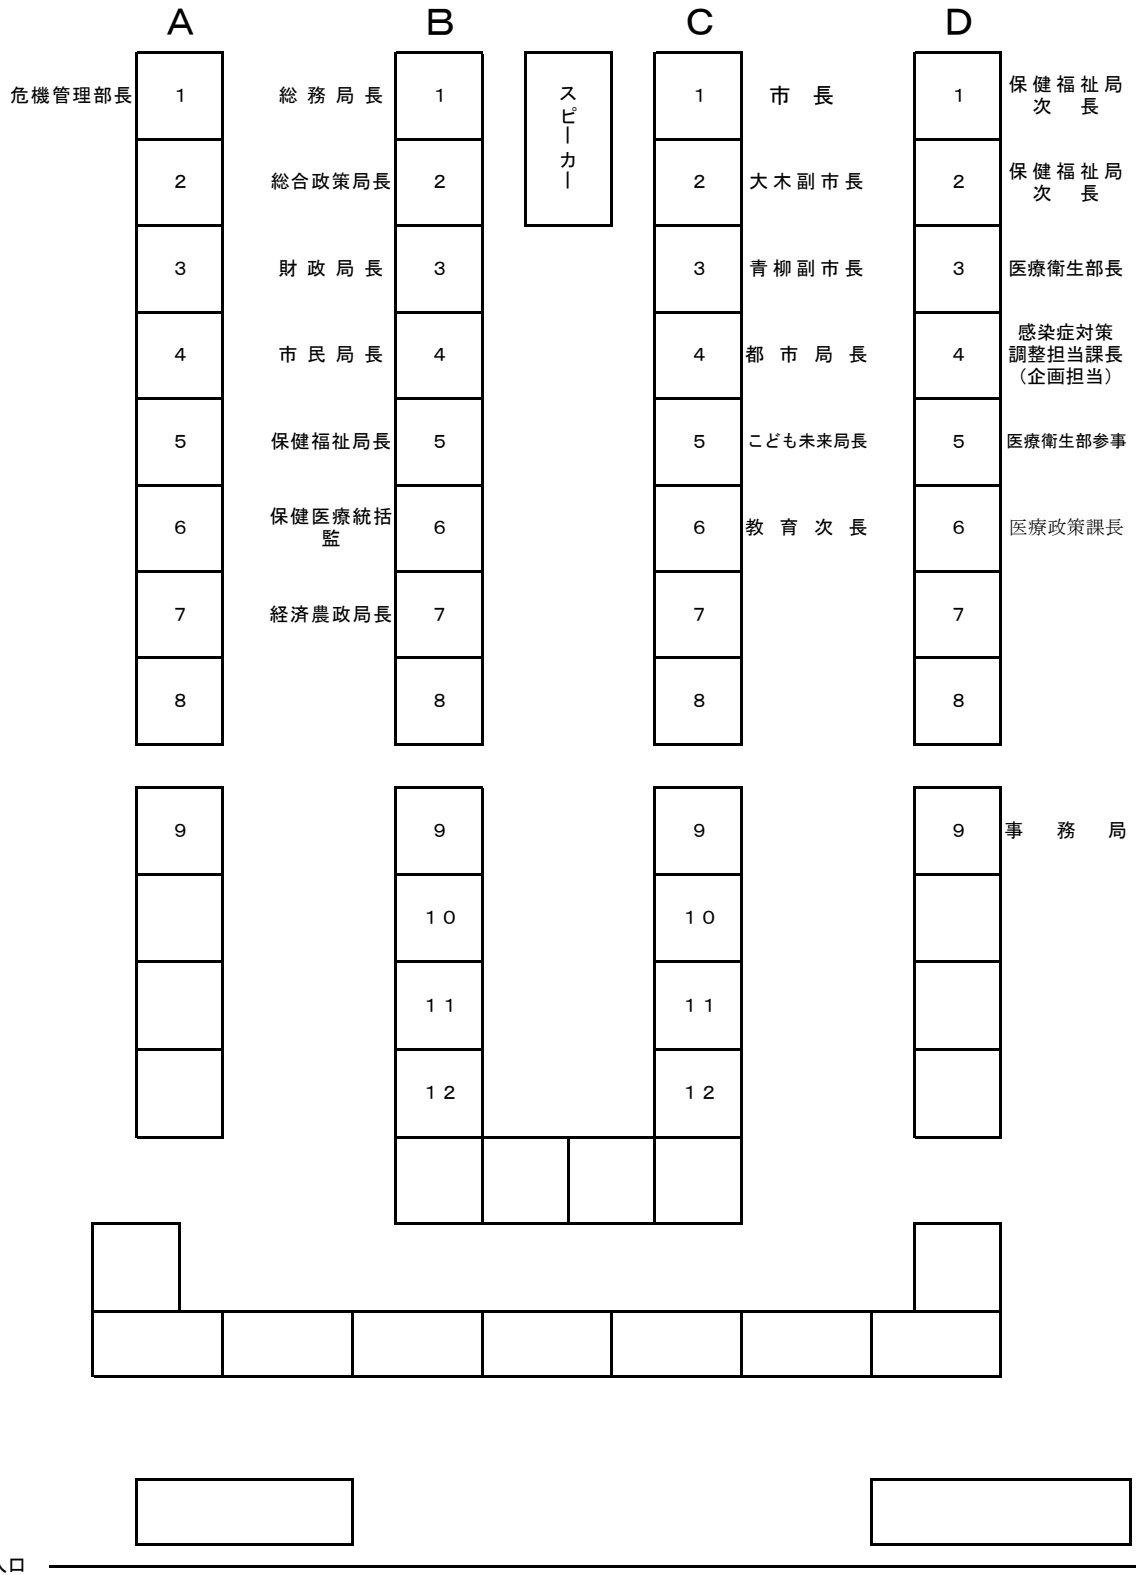 A B C D
危機管理部長 1 総務局長 1 スピーカー 1 市長 1 保健福祉局
次長
2 総合政策局長 2 2 大木副市長 2 保健福祉局
次長
3 財政局長 3 3 青柳副市長 3 医療衛生部長
4 市民局長 4 4 都市局長 4 感染症対策
調整担当課長
（企画担当）
5 保健福祉局長 5 5 こども未来局長 5 医療衛生部参事
6 保健医療統括
監 6 6 教育次長 6 医療政策課長
7 経済農政局長 7 7 7
8 8 8 8
9 9 9 9 事務局
10 10
11 11
12 12
口